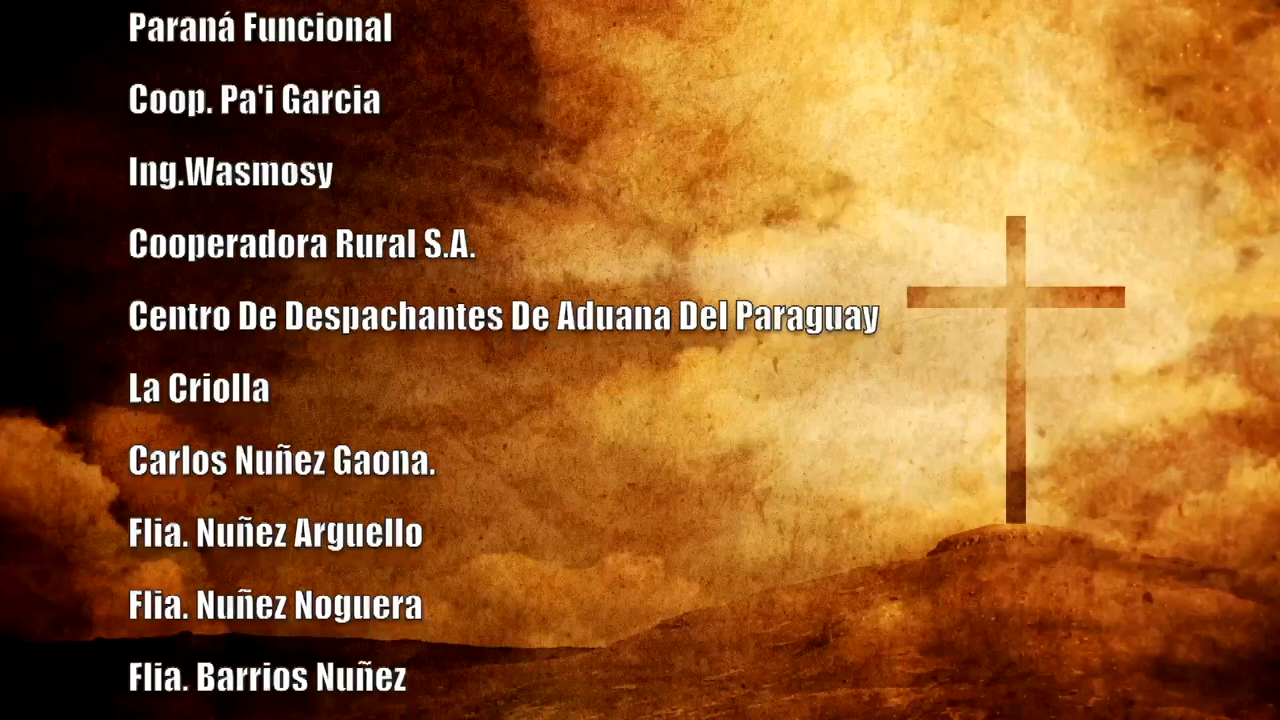 Paraná Funcional
Coop. Pa'i Garcia
Ing.Wasmosy
Cooperadora Rural S.A.
Centro De Despachantes De Aduana Del Paraguay
La Criolla
Carlos Nuñez Gaona.
Flia. Nuñez Arguello
Flia. Nuñez Noguera
Flia. Barrios Nuñez